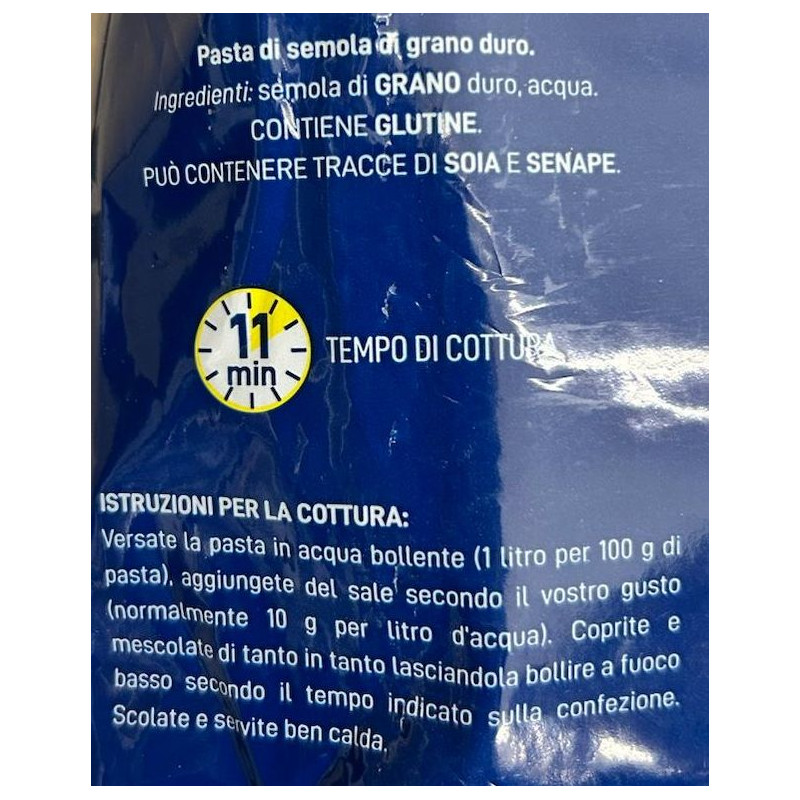 Pasta di semola di grano duro.
Ingredienti: semola di GRANO duro, acqua.
CONTIENE GLUTINE.
PUÒ CONTENERE TRACCE DI SOIA E SENAPE.
11
min
TEMPO DI COTTURA
ISTRUZIONI PER LA COTTURA:
Versate la pasta in acqua bollente (1 litro per 100 g di
pasta), aggiungete del sale secondo il vostro gusto
(normalmente 10 g per litro d'acqua). Coprite e
mescolate di tanto in tanto lasciandola bollire a fuoco
basso secondo il tempo indicato sulla confezione.
Scolate e servite ben calda.